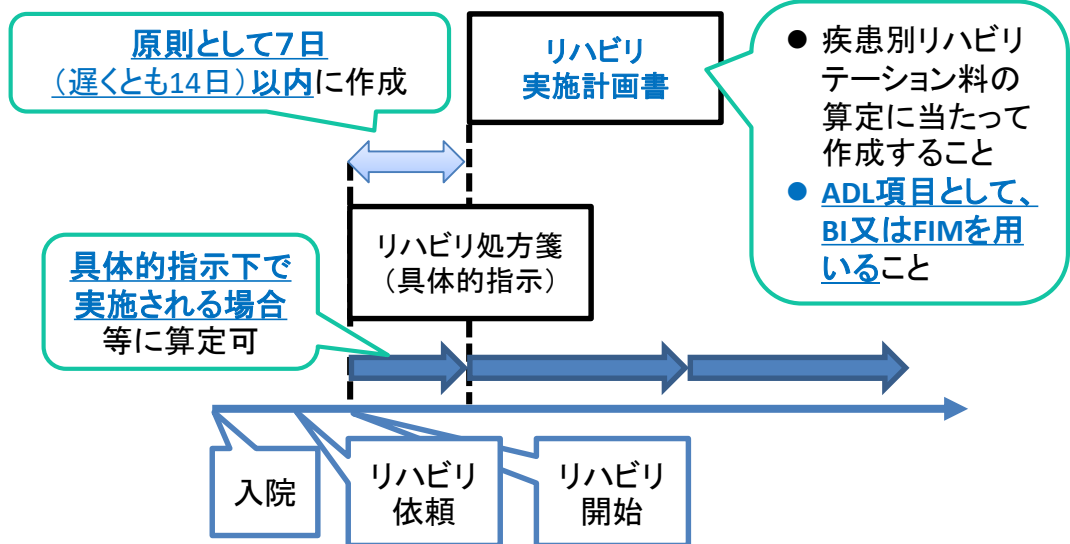 原則として7日
（遅くとも14日）以内に作成
リハビリ
実施計画書
● 疾患別リハビリ
テーション料の
算定に当たって
作成すること
● ADL項目として、
BI又はFIMを用
いること
リハビリ処方箋
（具体的指示）
具体的指示下で
実施される場合
等に算定可
入院
リハビリ
依頼
リハビリ
開始